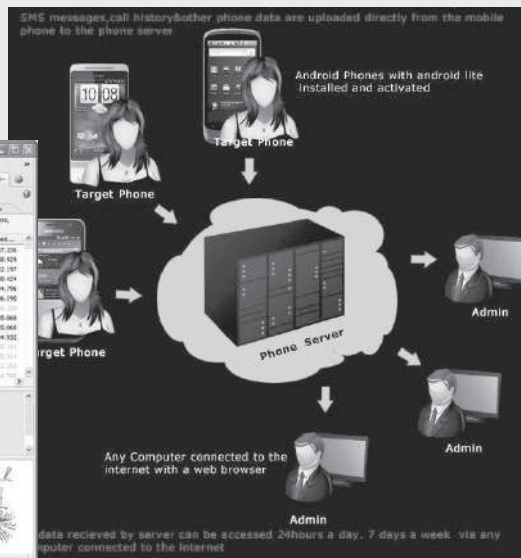 SMS messages,call history&other phone data are uploaded directly from the mobile
phone to the phone server
Android Phones with android lite
installed and activated
10 08
Target Phone
Target Phone
rget Phone
Phone Server
Admin
Admin
Any Computer connected to the
internet with a web browser
Admin
data recieved by server can be accessed 24hours a day, 7 days a week via any
mputer connected to the internet